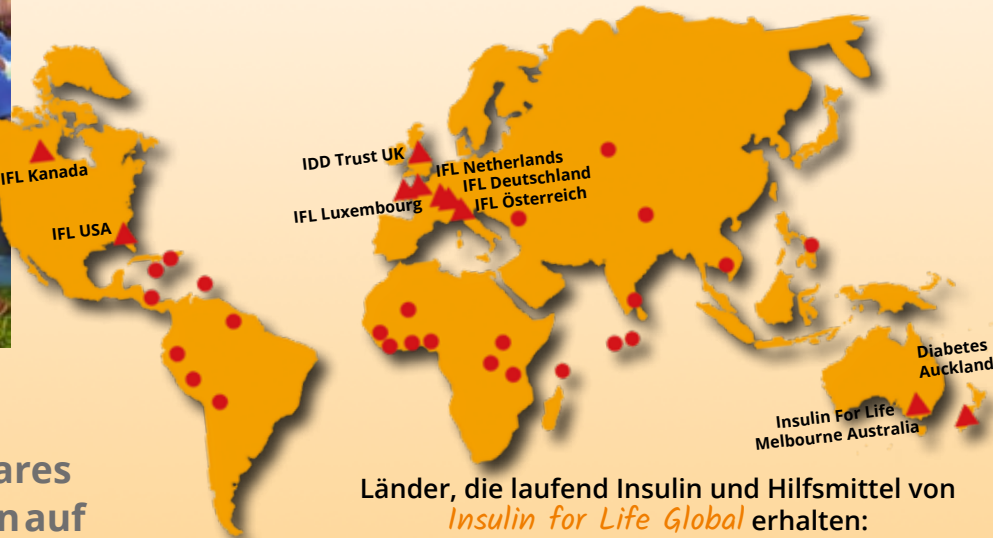 IFL Kanada
IFL USA
IDD Trust UK
IFL Netherlands
IFL Deutschland
IFL Österreich
IFL Luxembourg
Diabetes
Auckland
Insulin For Life
Melbourne Australia
ares
n auf
Länder, die laufend Insulin und Hilfsmittel von
Insulin for Life Global erhalten: